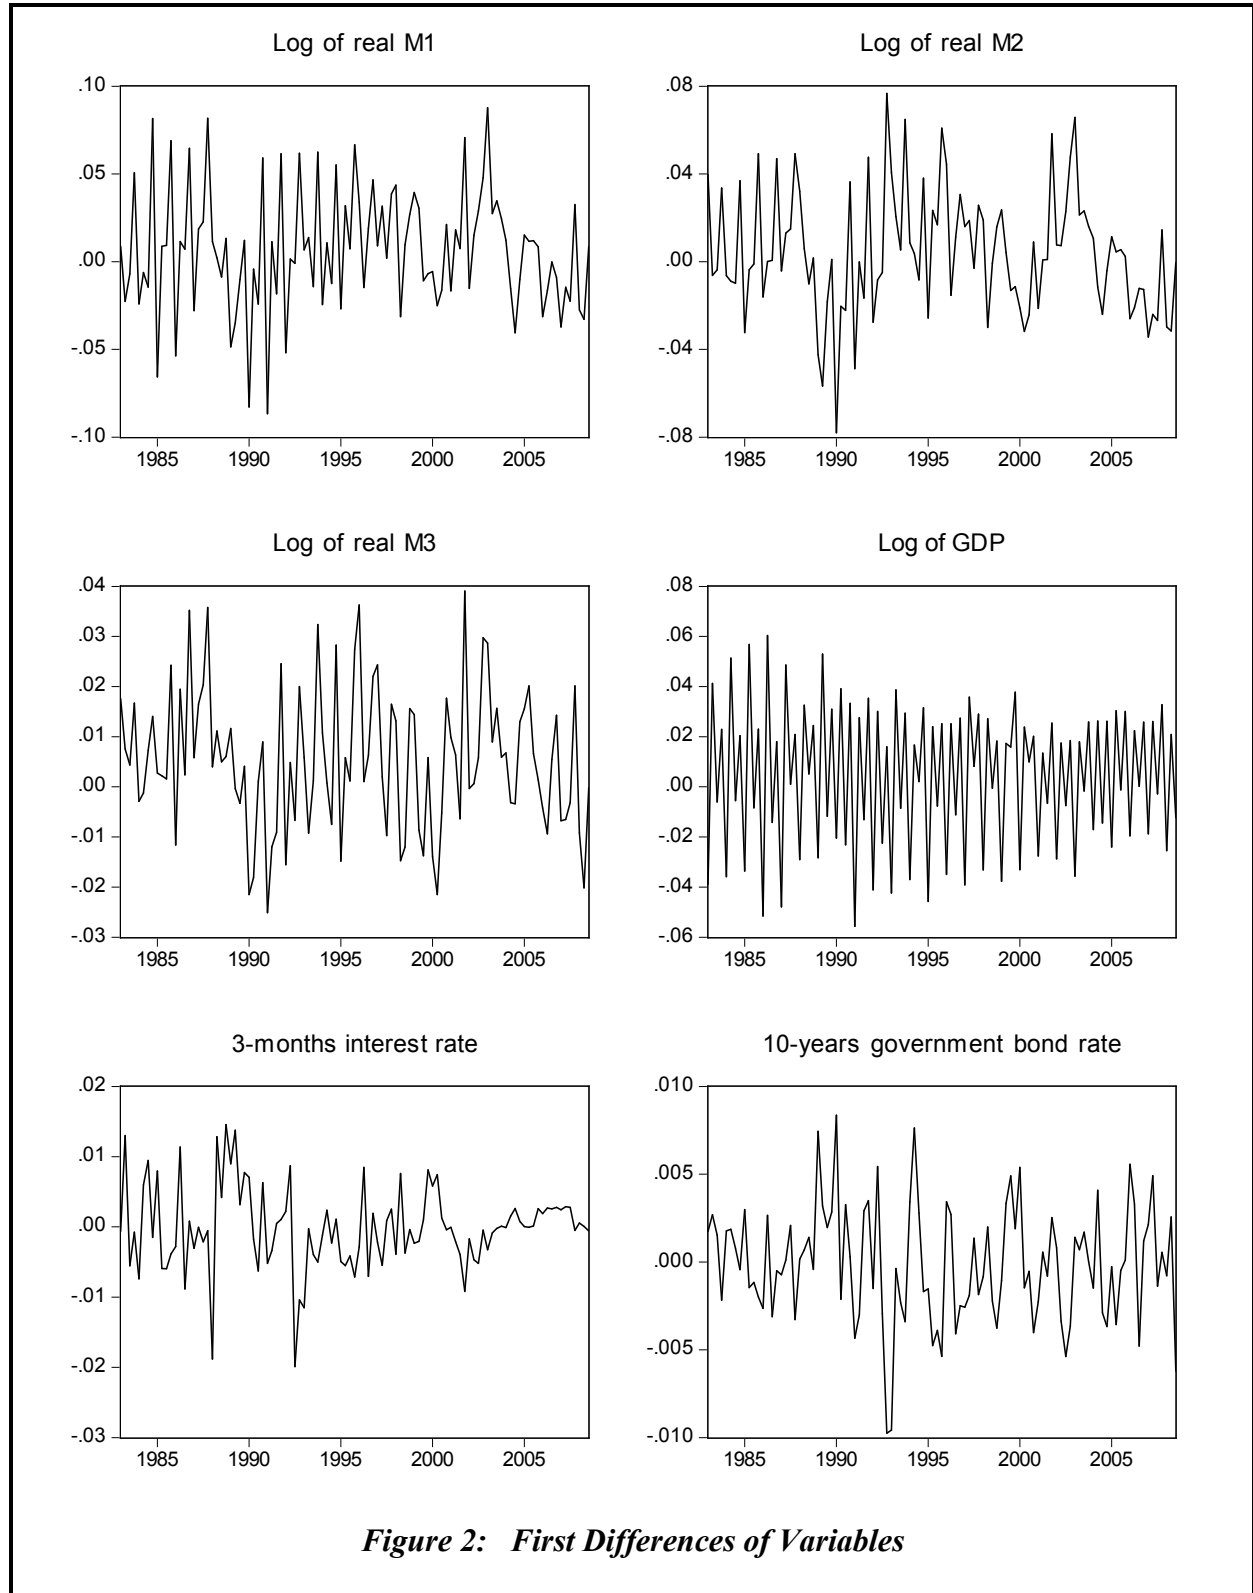 Log of real M1
.10
.05
.00
-.05
-.10
1985 1990 1995 2000 2005
Log of real M2
.08
.04
.00
-.04
-.08
1985 1990 1995 2000 2005
Log of real M3
.04
.03
.02
.01
.00
-.01
-.02
-.03
1985 1990 1995 2000 2005
Log of GDP
.08
.06
.04
.02
.00
-.02
-.04
-.06
1985 1990 1995 2000 2005
3-months interest rate
.02
.01
.00
-.01
-.02
-.03
1985 1990 1995 2000 2005
10-years government bond rate
.010
.005
.000
-.005
-.010
1985 1990 1995 2000 2005
Figure 2: First Differences of Variables